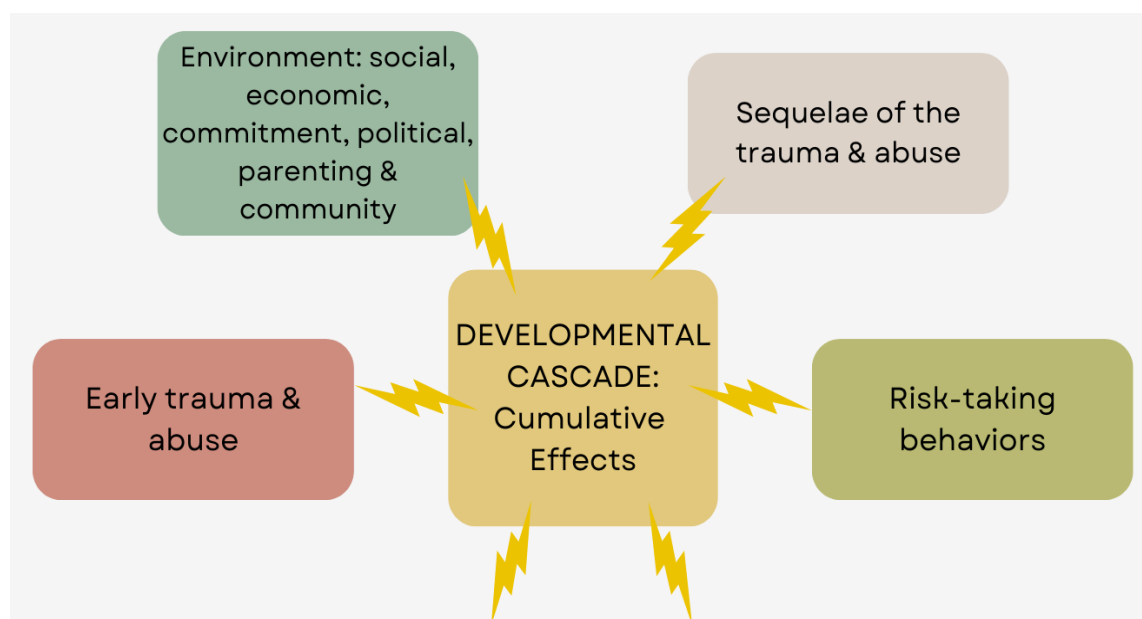 Environment: social,
economic,
commitment, political,
parenting &
community
Sequelae of the
trauma & abuse
DEVELOPMENTAL
CASCADE:
Cumulative
Effects
Early trauma &
abuse
Risk-taking
behaviors